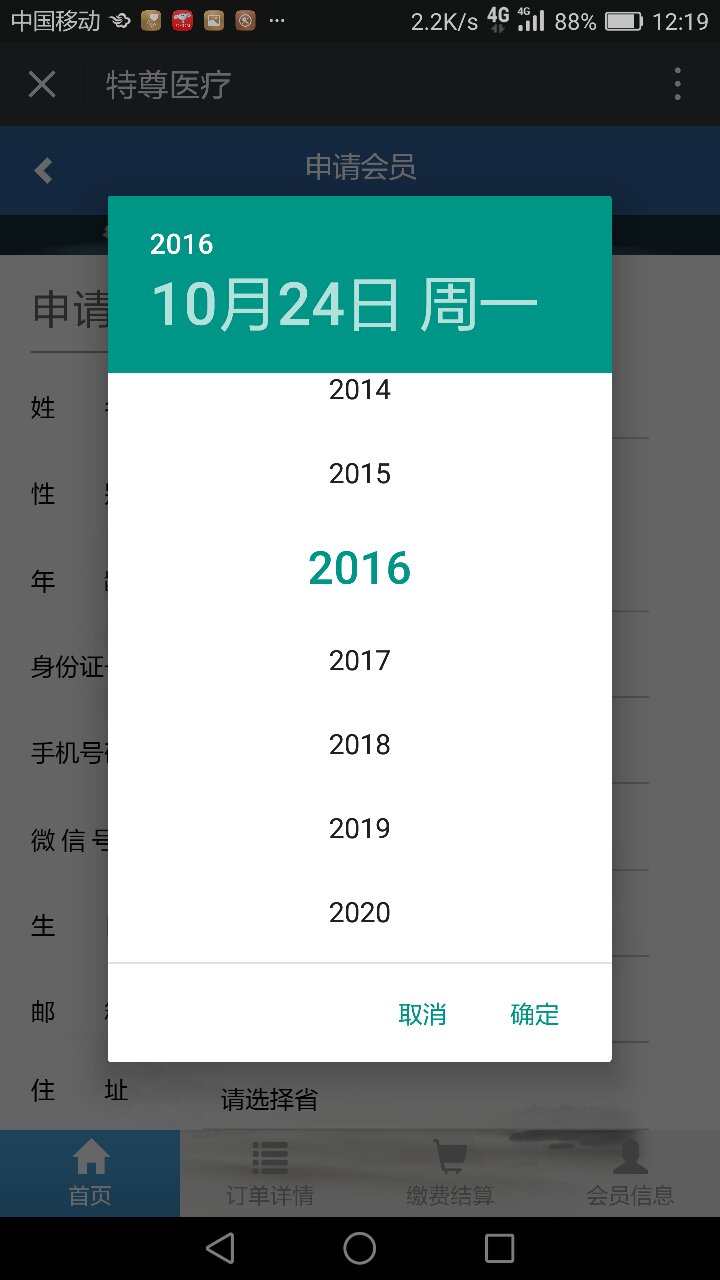 中国移动 ... 2.2K/s 4G 4G 88% 12:19
特尊医疗
申请会员
2016
10月24日 周一
申请
2014
姓
2015
性
2016
年
身份证
2017
手机号
2018
微信号
2019
生
2020
邮
取消 确定
住 址
请选择省
首页 订单详情 缴费结算 会员信息